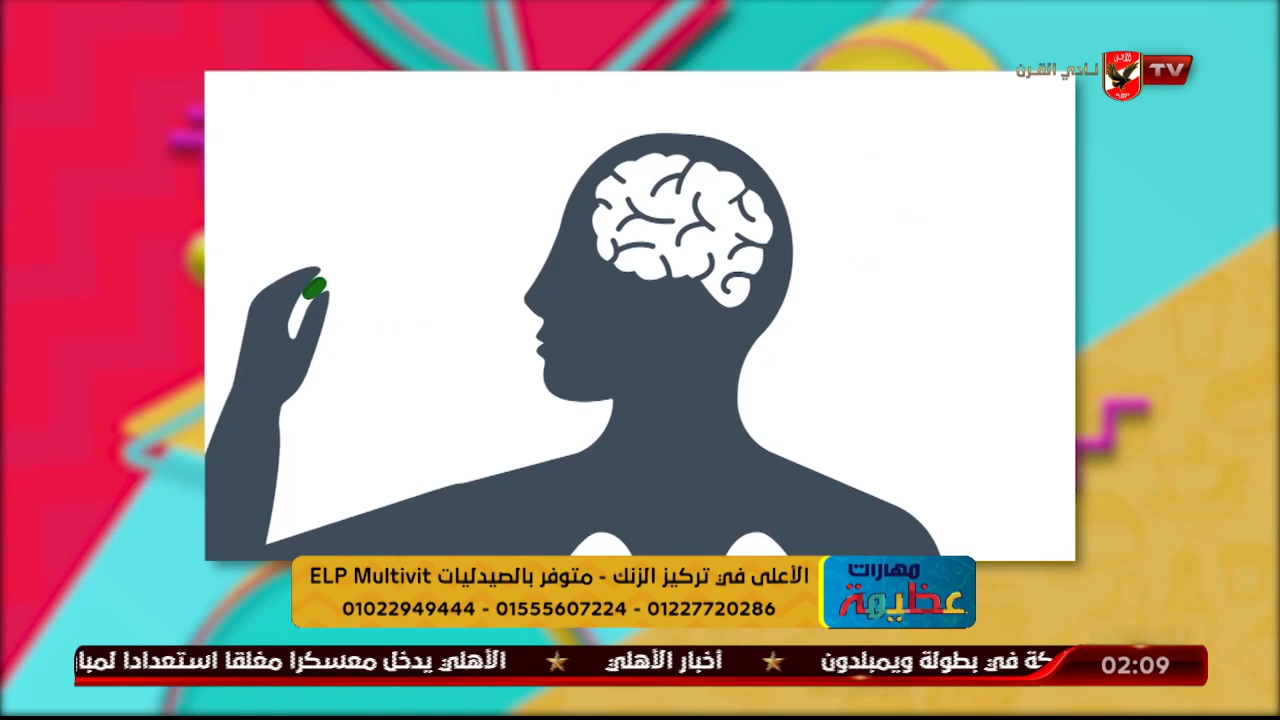 نادي القرن
TV
مهارات
عظيمة
الأعلى في تركيز الزنك - متوفر بالصيدليات ELP Multivit
01022949444 - 01555607224 - 01227720286
كة في بطولة ويمبلدون ★ أخبار الأهلي ★ الأهلي يدخل معسكرا مغلقا استعدادا لمبا
02:09